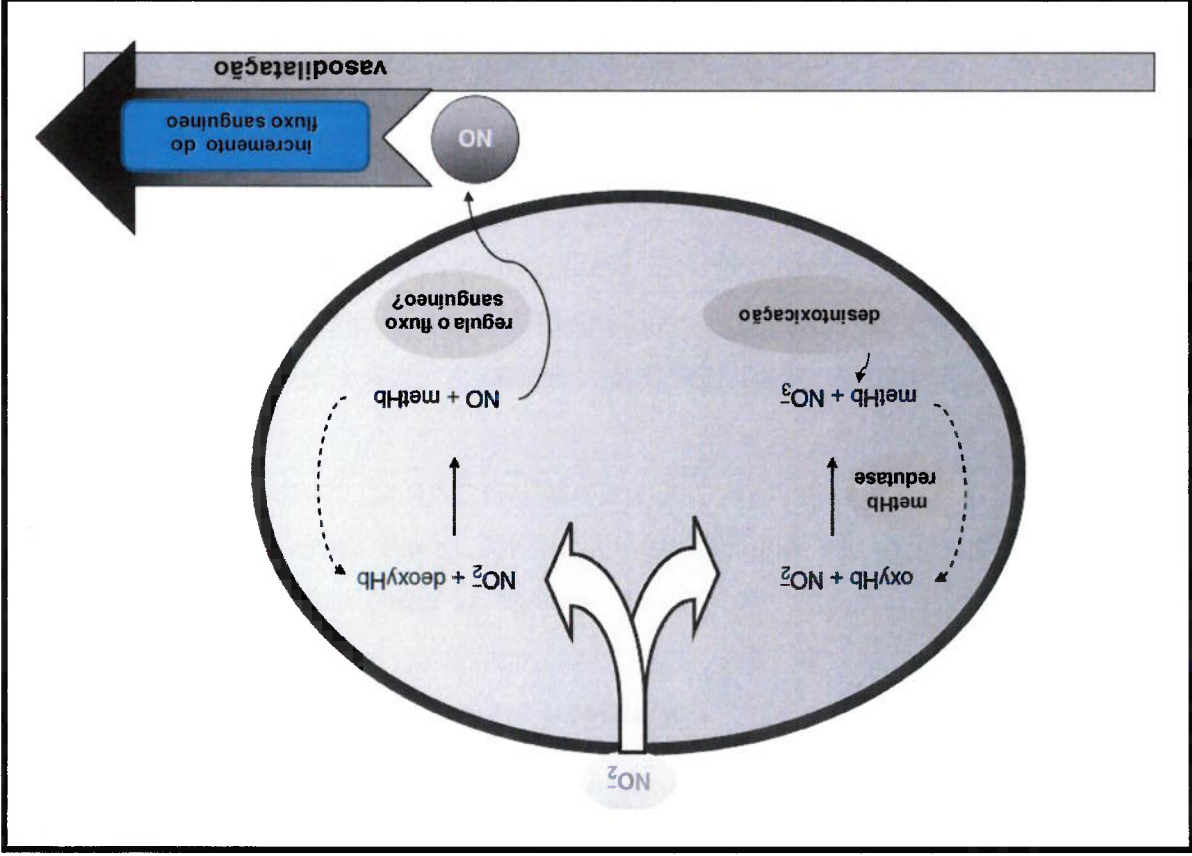 NO₂⁻
oxyHb + NO₂⁻
NO₂⁻ + deoxyHb
metHb
redutase
metHb + NO₃⁻
NO + metHb
desintoxicação
regula o fluxo
sanguíneo?
NO
incremento do
fluxo sanguíneo
vasodilatação